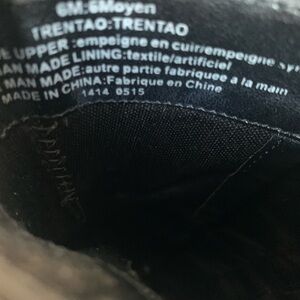 6M:6Moyen
TRENTAO:TRENTAO
UPPER:empeigne en cuir/empeigne
MAN MADE LINING:textile/artificiel
MAN MADE:autre partie fabriquee a la main
MADE IN CHINA:Fabrique en Chine
1414 0515